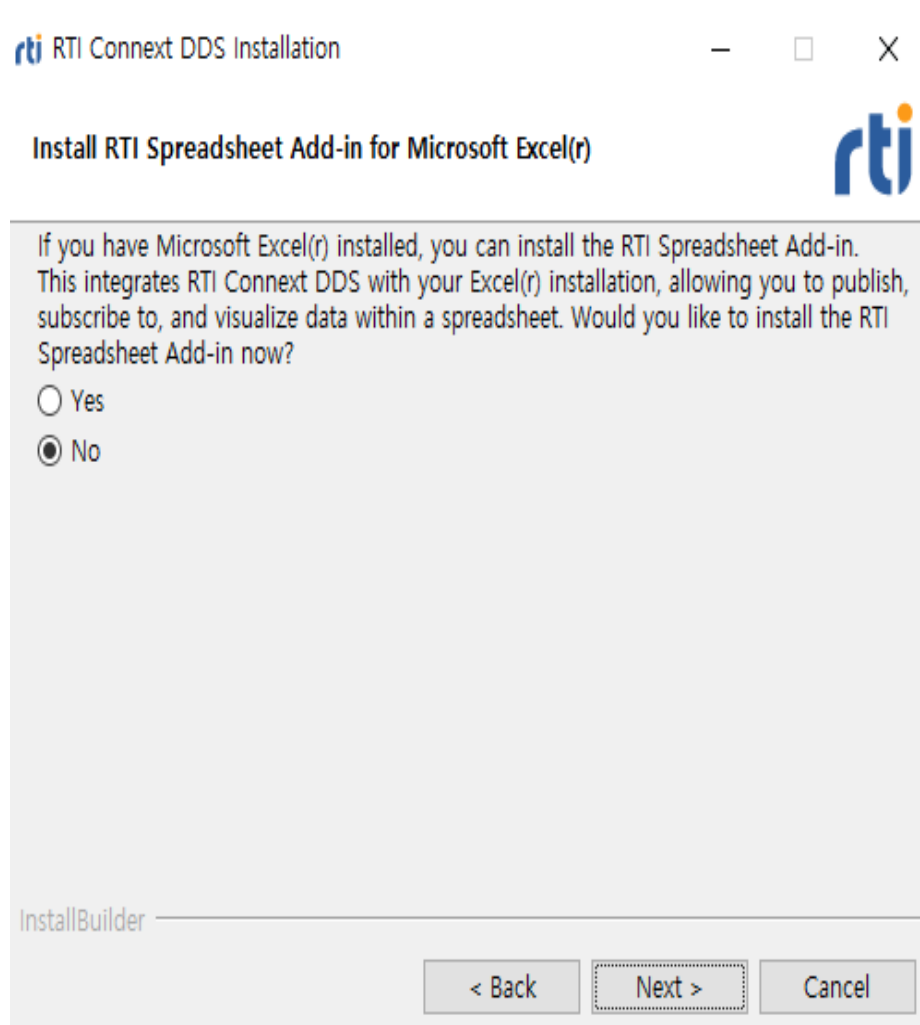 rti RTI Connext DDS Installation
Install RTI Spreadsheet Add-in for Microsoft Excel(r)
rti
If you have Microsoft Excel(r) installed, you can install the RTI Spreadsheet Add-in.
This integrates RTI Connext DDS with your Excel(r) installation, allowing you to publish,
subscribe to, and visualize data within a spreadsheet. Would you like to install the RTI
Spreadsheet Add-in now?
Yes
No
InstallBuilder
< Back Next > Cancel